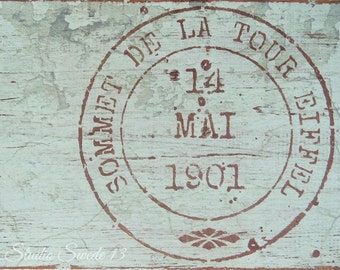 SOMMET DE LA TOUR EIFFEL
14
MAI
1901
Studio Swede 13